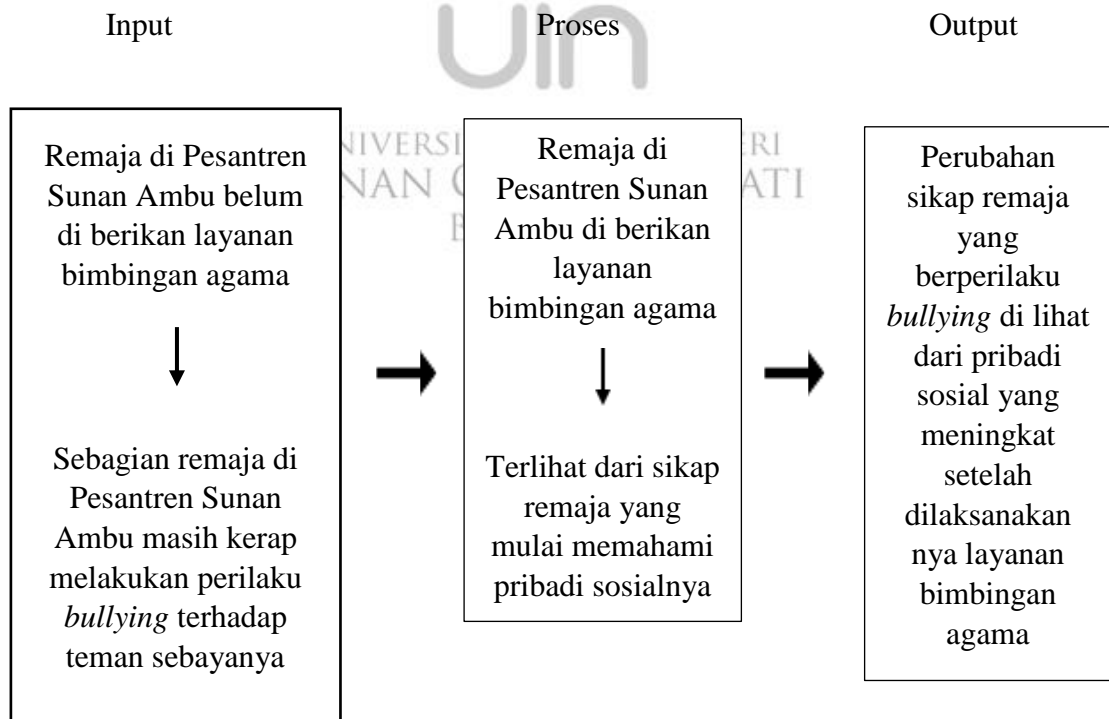 Input
Proses
Output
Remaja di Pesantren
Sunan Ambu belum
di berikan layanan
bimbingan agama
Sebagian remaja di
Pesantren Sunan
Ambu masih kerap
melakukan perilaku
bullying terhadap
teman sebayanya
Remaja di
Pesantren Sunan
Ambu di berikan
layanan
bimbingan agama
Terlihat dari sikap
remaja yang
mulai memahami
pribadi sosialnya
Perubahan
sikap remaja
yang
berperilaku
bullying di lihat
dari pribadi
sosial yang
meningkat
setelah
dilaksanakan
nya layanan
bimbingan
agama
uin